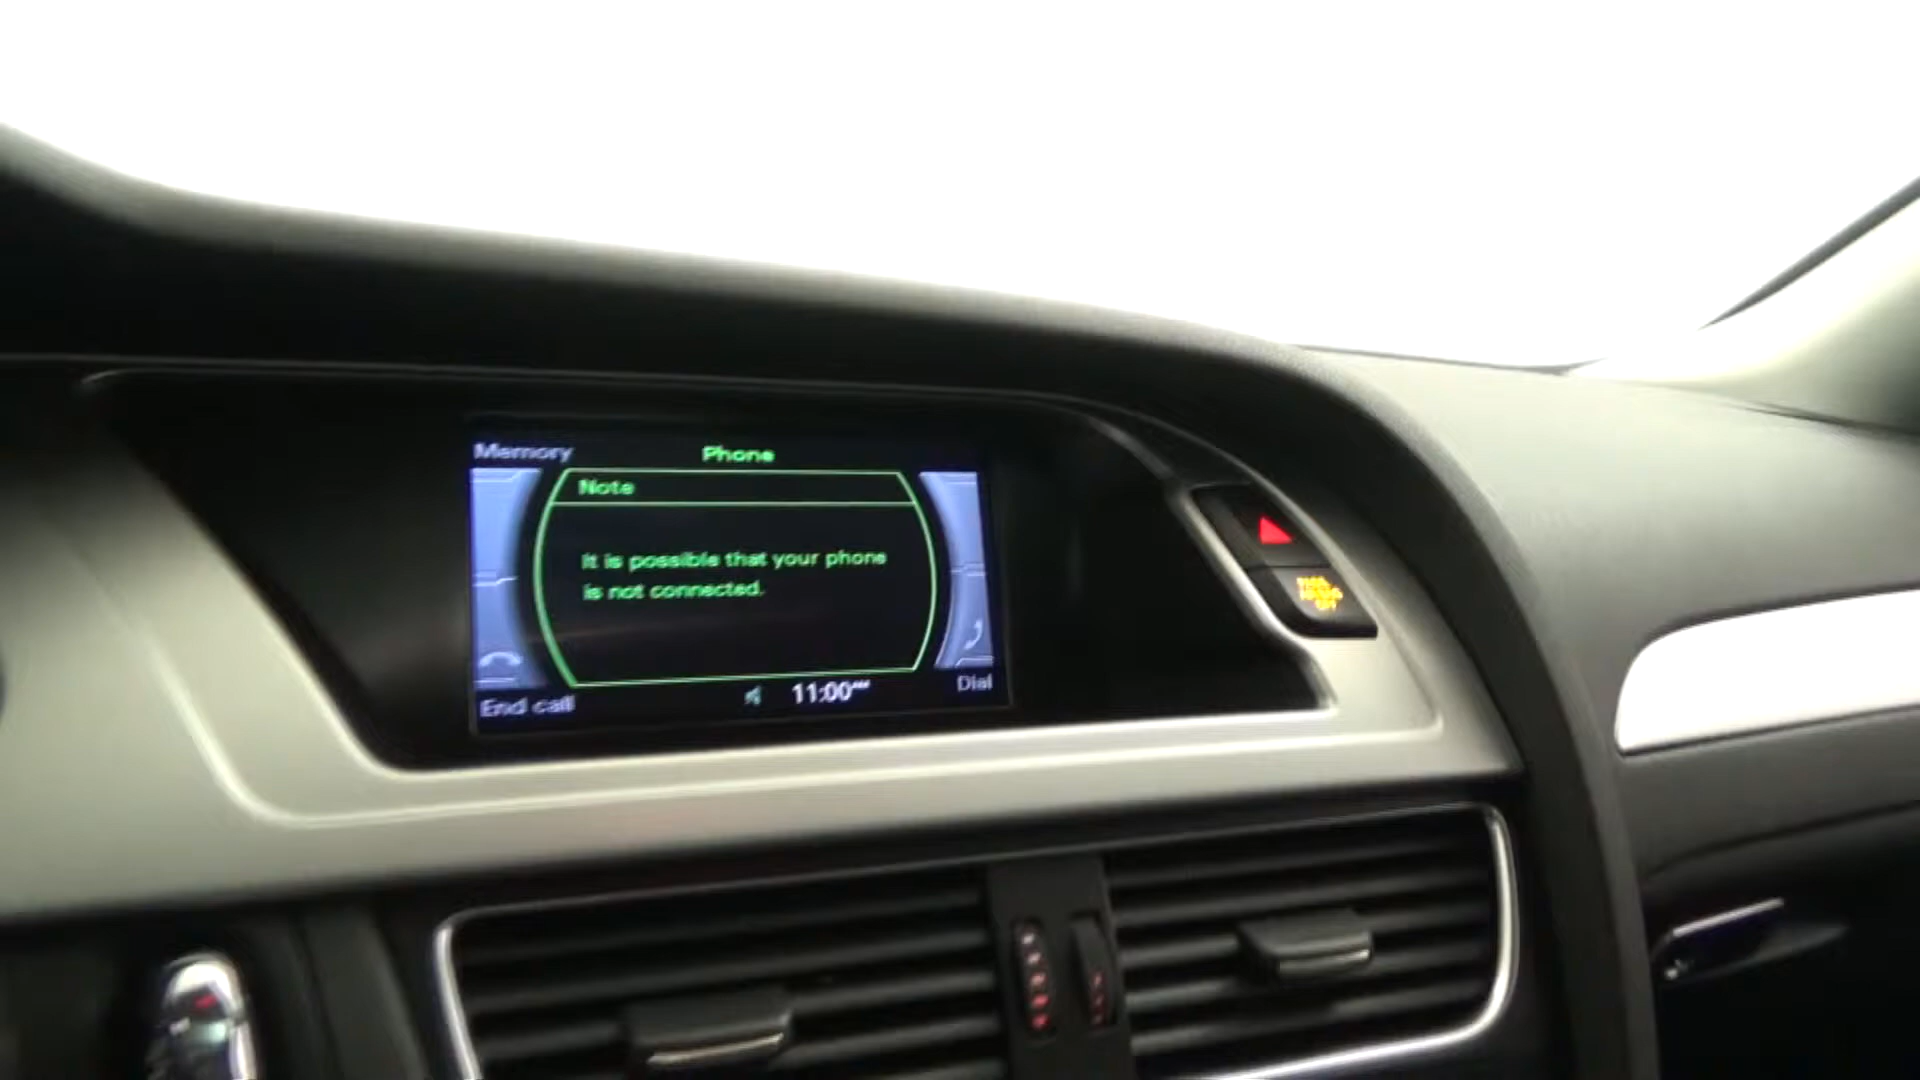 Memory
Phone
Note
It is possible that your phone
is not connected.
End call
11:00
Dial